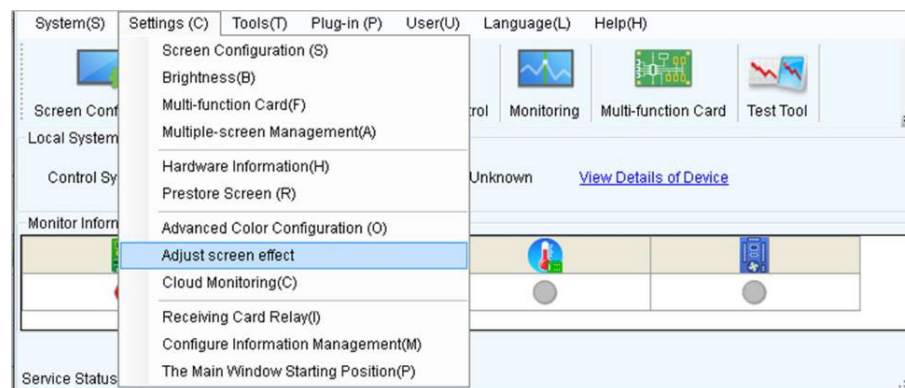 System(S) Settings (C) Tools(T) Plug-in (P) User(U) Language(L) Help(H)
Screen Configuration (S)
Brightness(B)
Multi-function Card(F)
Multiple-screen Management(A)
Hardware Information(H)
Prestore Screen (R)
Advanced Color Configuration (O)
Adjust screen effect
Cloud Monitoring(C)
Receiving Card Relay(I)
Configure Information Management(M)
The Main Window Starting Position(P)
Screen Conf rol Monitoring Multi-function Card Test Tool
Local System
Control Sy Unknown View Details of Device
Monitor Inforn
Service Status